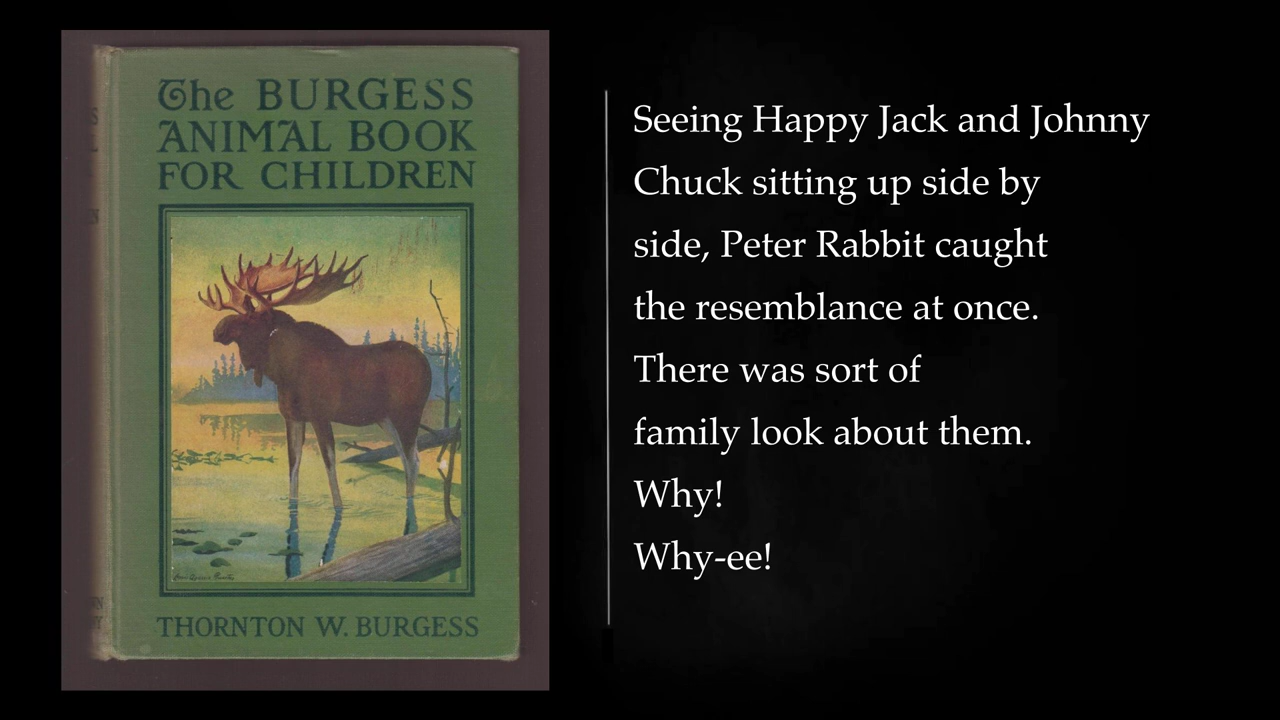 The BURGESS
ANIMAL BOOK
FOR CHILDREN
THORNTON W. BURGESS
Seeing Happy Jack and Johnny
Chuck sitting up side by
side, Peter Rabbit caught
the resemblance at once.
There was sort of
family look about them.
Why!
Why-ee!